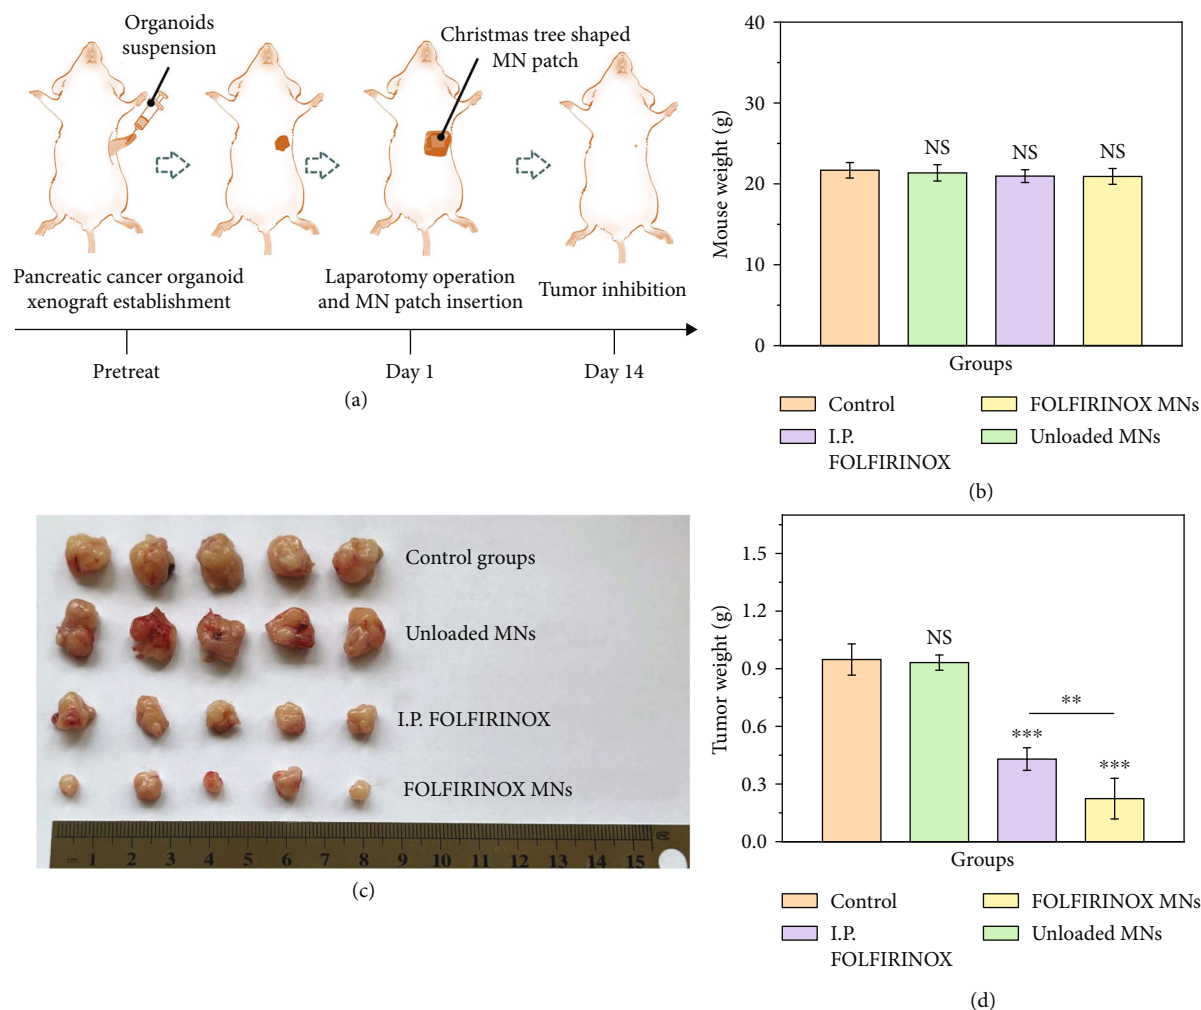 Organoids
suspension
Christmas tree shaped
MN patch
Pancreatic cancer organoid
xenograft establishment
Laparotomy operation
and MN patch insertion
Tumor inhibition
Pretreat
Day 1
Day 14
(a)
Mouse weight (g)
40
30
20
10
0
NS
NS
NS
Groups
Control
FOLFIRINOX MNs
I.P.
FOLFIRINOX
Unloaded MNs
(b)
Control groups
Unloaded MNs
I.P. FOLFIRINOX
FOLFIRINOX MNs
cm 1 2 3 4 5 6 7 8 9 10 11 12 13 14 15
(c)
Tumor weight (g)
1.5
1.2
0.9
0.6
0.3
0.0
NS
**
***
***
Groups
Control
FOLFIRINOX MNs
I.P.
FOLFIRINOX
Unloaded MNs
(d)